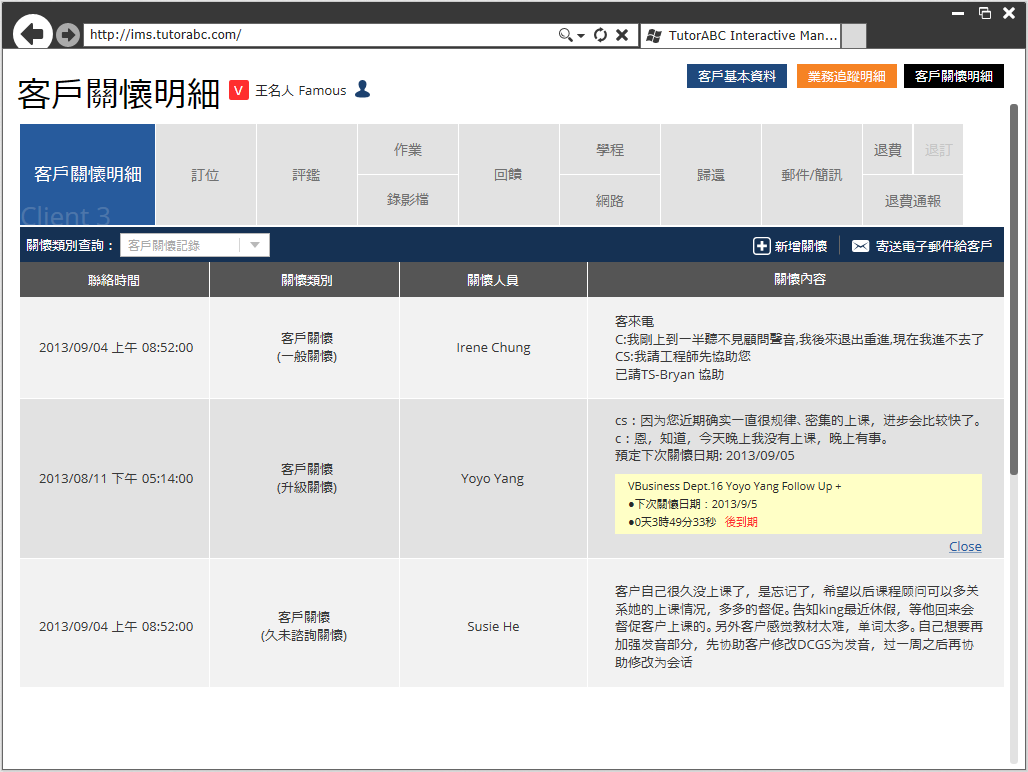 http://ims.tutorabc.com/
TutorABC Interactive Man...
客戶關懷明細
V
王名人 Famous
客戶基本資料
業務追蹤明細
客戶關懷明細
客戶關懷明細
Client 3
訂位
評鑑
作業
錄影檔
回饋
學程
網路
歸還
郵件/簡訊
退費
退訂
退費通報
關懷類別查詢：
客戶關懷記錄
新增關懷
寄送電子郵件給客戶
聯絡時間
關懷類別
關懷人員
關懷內容
2013/09/04 上午 08:52:00
客戶關懷
(一般關懷)
Irene Chung
客來電
C:我剛上到一半聽不見顧問聲音,我後來退出重進,現在我進不去了
CS:我請工程師先協助您
已請TS-Bryan 協助
2013/08/11 下午 05:14:00
客戶關懷
(升級關懷)
Yoyo Yang
cs：因为您近期确实一直很规律、密集的上课，进步会比较快了。
c：恩，知道，今天晚上我没有上课，晚上有事。
預定下次關懷日期: 2013/09/05
VBusiness Dept.16 Yoyo Yang Follow Up +
●下次關懷日期：2013/9/5
●0天3時49分33秒 後到期
Close
2013/09/04 上午 08:52:00
客戶關懷
(久未諮詢關懷)
Susie He
客户自己很久没上课了，是忘记了，希望以后课程顾问可以多关
系她的上课情况，多多的督促。告知king最近休假，等他回来会
督促客户上课的。另外客户感觉教材太难，单词太多。自己想要再
加强发音部分，先协助客户修改DCGS为发音，过一周之后再协
助修改为会话